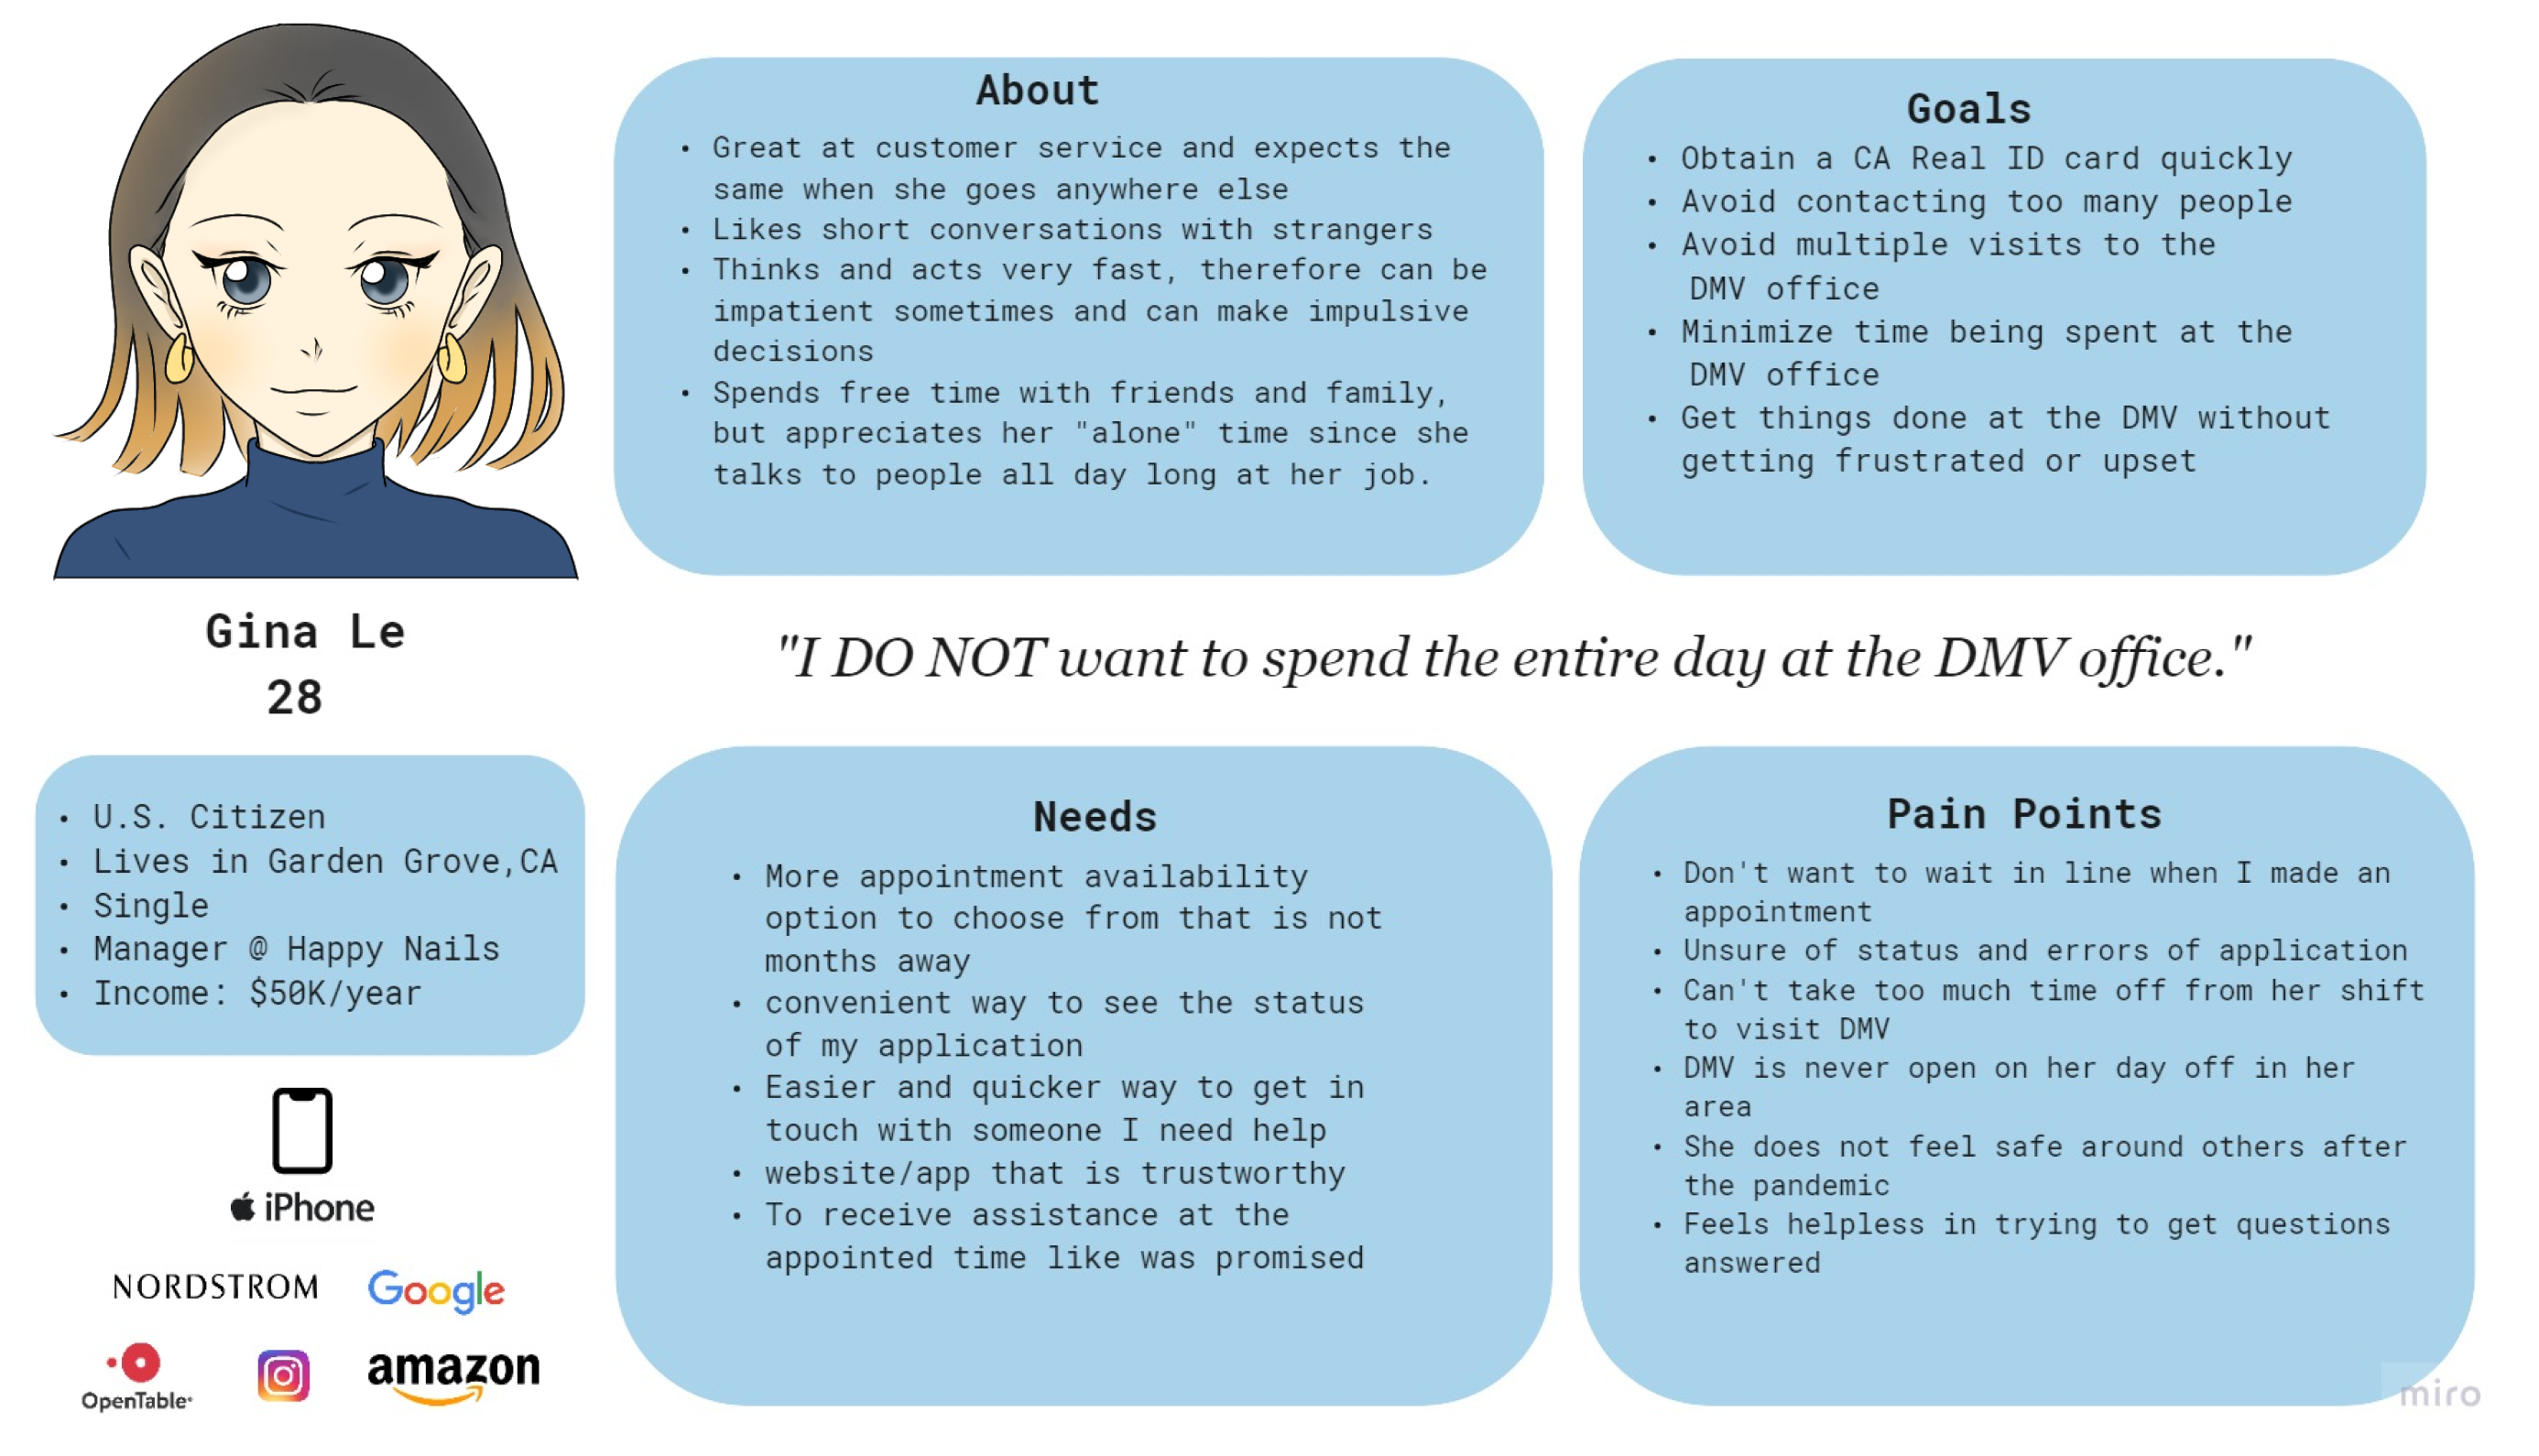 About
• Great at customer service and expects the
same when she goes anywhere else
• Likes short conversations with strangers
• Thinks and acts very fast, therefore can be
impatient sometimes and can make impulsive
decisions
• Spends free time with friends and family,
but appreciates her "alone" time since she
talks to people all day long at her job.
Goals
• Obtain a CA Real ID card quickly
• Avoid contacting too many people
• Avoid multiple visits to the
DMV office
• Minimize time being spent at the
DMV office
• Get things done at the DMV without
getting frustrated or upset
Gina Le
28
"I DO NOT want to spend the entire day at the DMV office."
• U.S. Citizen
• Lives in Garden Grove,CA
• Single
• Manager @ Happy Nails
• Income: $50K/year
iPhone
NORDSTROM
Google
OpenTable
amazon
Needs
• More appointment availability
option to choose from that is not
months away
• convenient way to see the status
of my application
• Easier and quicker way to get in
touch with someone I need help
• website/app that is trustworthy
• To receive assistance at the
appointed time like was promised
Pain Points
• Don't want to wait in line when I made an
appointment
• Unsure of status and errors of application
• Can't take too much time off from her shift
to visit DMV
• DMV is never open on her day off in her
area
• She does not feel safe around others after
the pandemic
• Feels helpless in trying to get questions
answered
miro